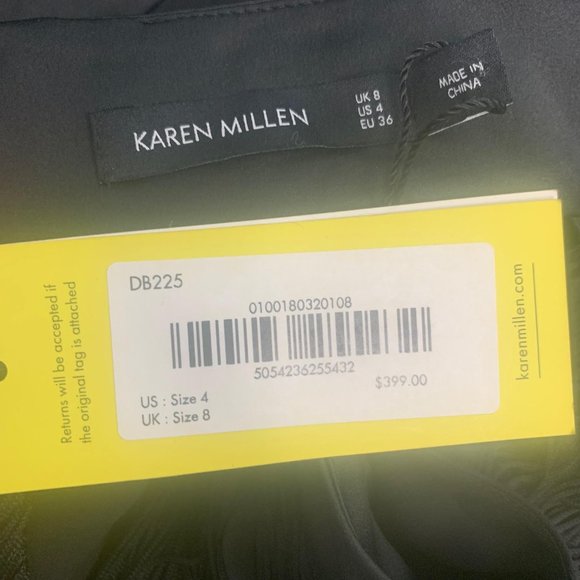 KAREN MILLEN
UK 8
US 4
EU 36
MADE IN
CHINA
Returns will be accepted if
the original tag is attached
DB225
0100180320108
5054236255432
$399.00
US : Size 4
UK : Size 8
karenmillen.com